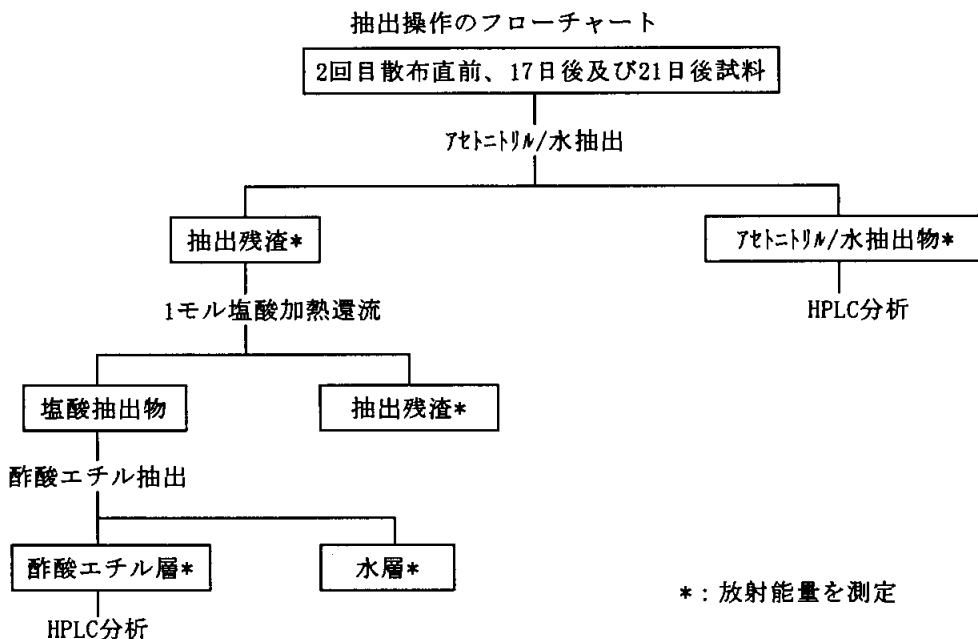 抽出操作のフローチャート
2回目散布直前、17日後及び21日後試料
ｱｾﾄﾆﾄﾘﾙ/水抽出
抽出残渣*
ｱｾﾄﾆﾄﾘﾙ/水抽出物*
1モル塩酸加熱還流
HPLC分析
塩酸抽出物
抽出残渣*
酢酸エチル抽出
酢酸エチル層*
水層*
*：放射能量を測定
HPLC分析